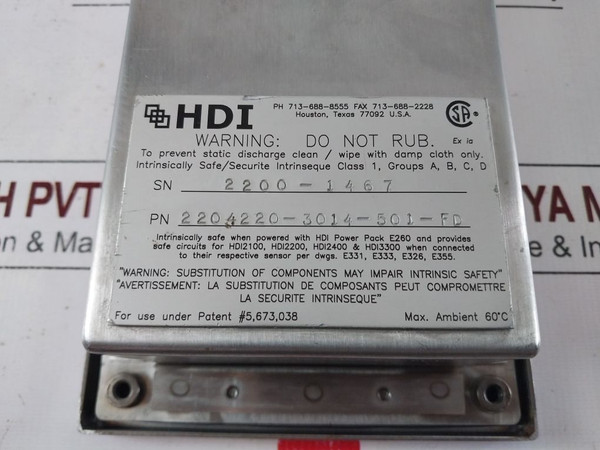 PH 713-688-8555 FAX 713-688-2228
HDI
Houston, Texas 77092 U.S.A.
CSA
WARNING: DO NOT RUB.
Ex ia
To prevent static discharge clean / wipe with damp cloth only.
Intrinsically Safe/Securite Intrinseque Class 1, Groups A, B, C, D
SN 2200-1467
PN 2204220-3014-501-FD
Intrinsically safe when powered with HDI Power Pack E260 and provides
safe circuits for HDI2100, HDI2200, HDI2400 & HDI3300 when connected
to their respective sensor per dwgs. E331, E333, E326, E355.
"WARNING: SUBSTITUTION OF COMPONENTS MAY IMPAIR INTRINSIC SAFETY"
"AVERTISSEMENT: LA SUBSTITUTION DE COMPOSANTS PEUT COMPROMETTRE
LA SECURITE INTRINSEQUE"
For use under Patent #5,673,038
Max. Ambient 60°C
H PVT
n & Ma
YA M
e & Ins